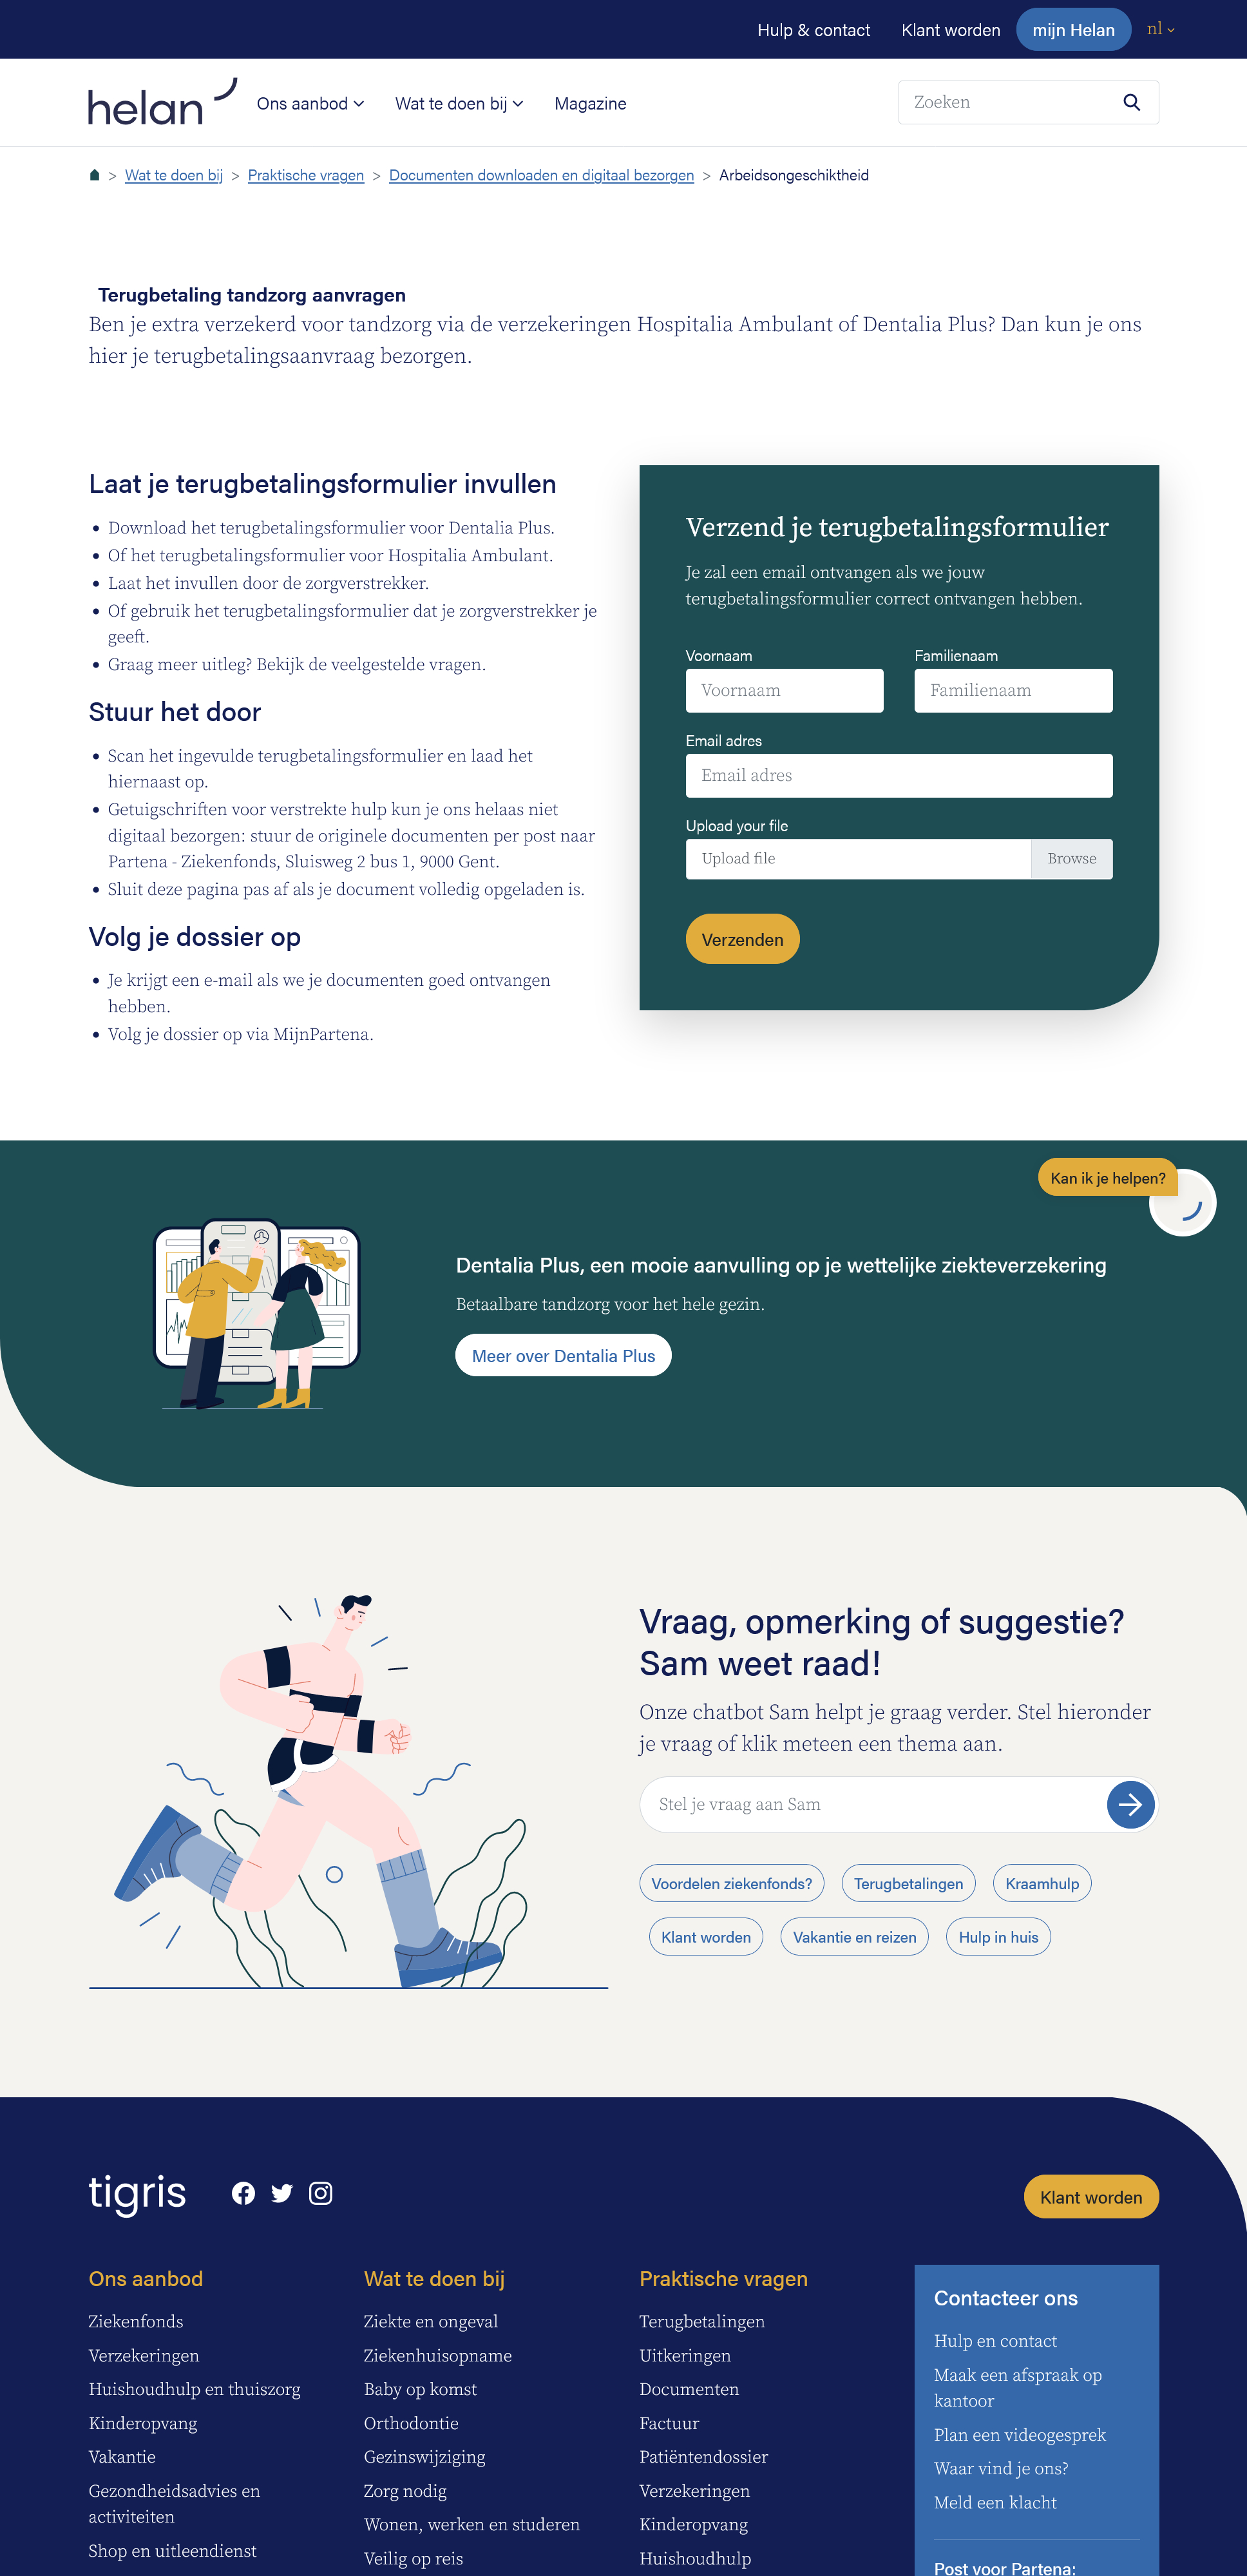 Hulp & contact Klant worden mijn Helan nl
helan Ons aanbod Wat te doen bij Magazine Zoeken
> Wat te doen bij > Praktische vragen > Documenten downloaden en digitaal bezorgen > Arbeidsongeschiktheid
Terugbetaling tandzorg aanvragen
Ben je extra verzekerd voor tandzorg via de verzekeringen Hospitalia Ambulant of Dentalia Plus? Dan kun je ons
hier je terugbetalingsaanvraag bezorgen.
Laat je terugbetalingsformulier invullen
Download het terugbetalingsformulier voor Dentalia Plus.
Of het terugbetalingsformulier voor Hospitalia Ambulant.
Laat het invullen door de zorgverstrekker.
Of gebruik het terugbetalingsformulier dat je zorgverstrekker je
geeft.
Graag meer uitleg? Bekijk de veelgestelde vragen.
Stuur het door
Scan het ingevulde terugbetalingsformulier en laad het
hiernaast op.
Getuigschriften voor verstrekte hulp kun je ons helaas niet
digitaal bezorgen: stuur de originele documenten per post naar
Partena - Ziekenfonds, Sluisweg 2 bus 1, 9000 Gent.
Sluit deze pagina pas af als je document volledig opgeladen is.
Volg je dossier op
Je krijgt een e-mail als we je documenten goed ontvangen
hebben.
Volg je dossier op via MijnPartena.
Verzend je terugbetalingsformulier
Je zal een email ontvangen als we jouw
terugbetalingsformulier correct ontvangen hebben.
Voornaam Familienaam
Voornaam Familienaam
Email adres
Email adres
Upload your file
Upload file Browse
Verzenden
Kan ik je helpen?
Dentalia Plus, een mooie aanvulling op je wettelijke ziekteverzekering
Betaalbare tandzorg voor het hele gezin.
Meer over Dentalia Plus
Vraag, opmerking of suggestie?
Sam weet raad!
Onze chatbot Sam helpt je graag verder. Stel hieronder
je vraag of klik meteen een thema aan.
Stel je vraag aan Sam
Voordelen ziekenfonds? Terugbetalingen Kraamhulp
Klant worden Vakantie en reizen Hulp in huis
tigris Klant worden
Ons aanbod
Ziekenfonds
Verzekeringen
Huishoudhulp en thuiszorg
Kinderopvang
Vakantie
Gezondheidsadvies en
activiteiten
Shop en uitleendienst
Wat te doen bij
Ziekte en ongeval
Ziekenhuisopname
Baby op komst
Orthodontie
Gezinswijziging
Zorg nodig
Wonen, werken en studeren
Veilig op reis
Praktische vragen
Terugbetalingen
Uitkeringen
Documenten
Factuur
Patiëntendossier
Verzekeringen
Kinderopvang
Huishoudhulp
Contacteer ons
Hulp en contact
Maak een afspraak op
kantoor
Plan een videogesprek
Waar vind je ons?
Meld een klacht
Post voor Partena: